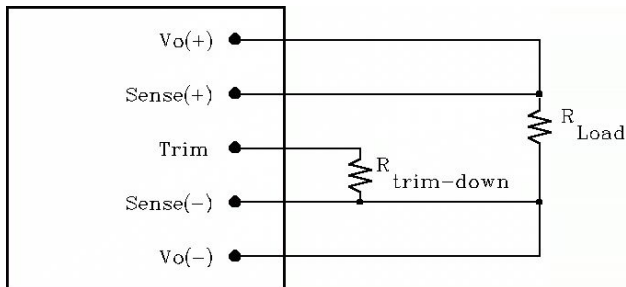 Vo(+)
Sense(+)
R
Load
Trim
R
trim-down
Sense(-)
Vo(-)